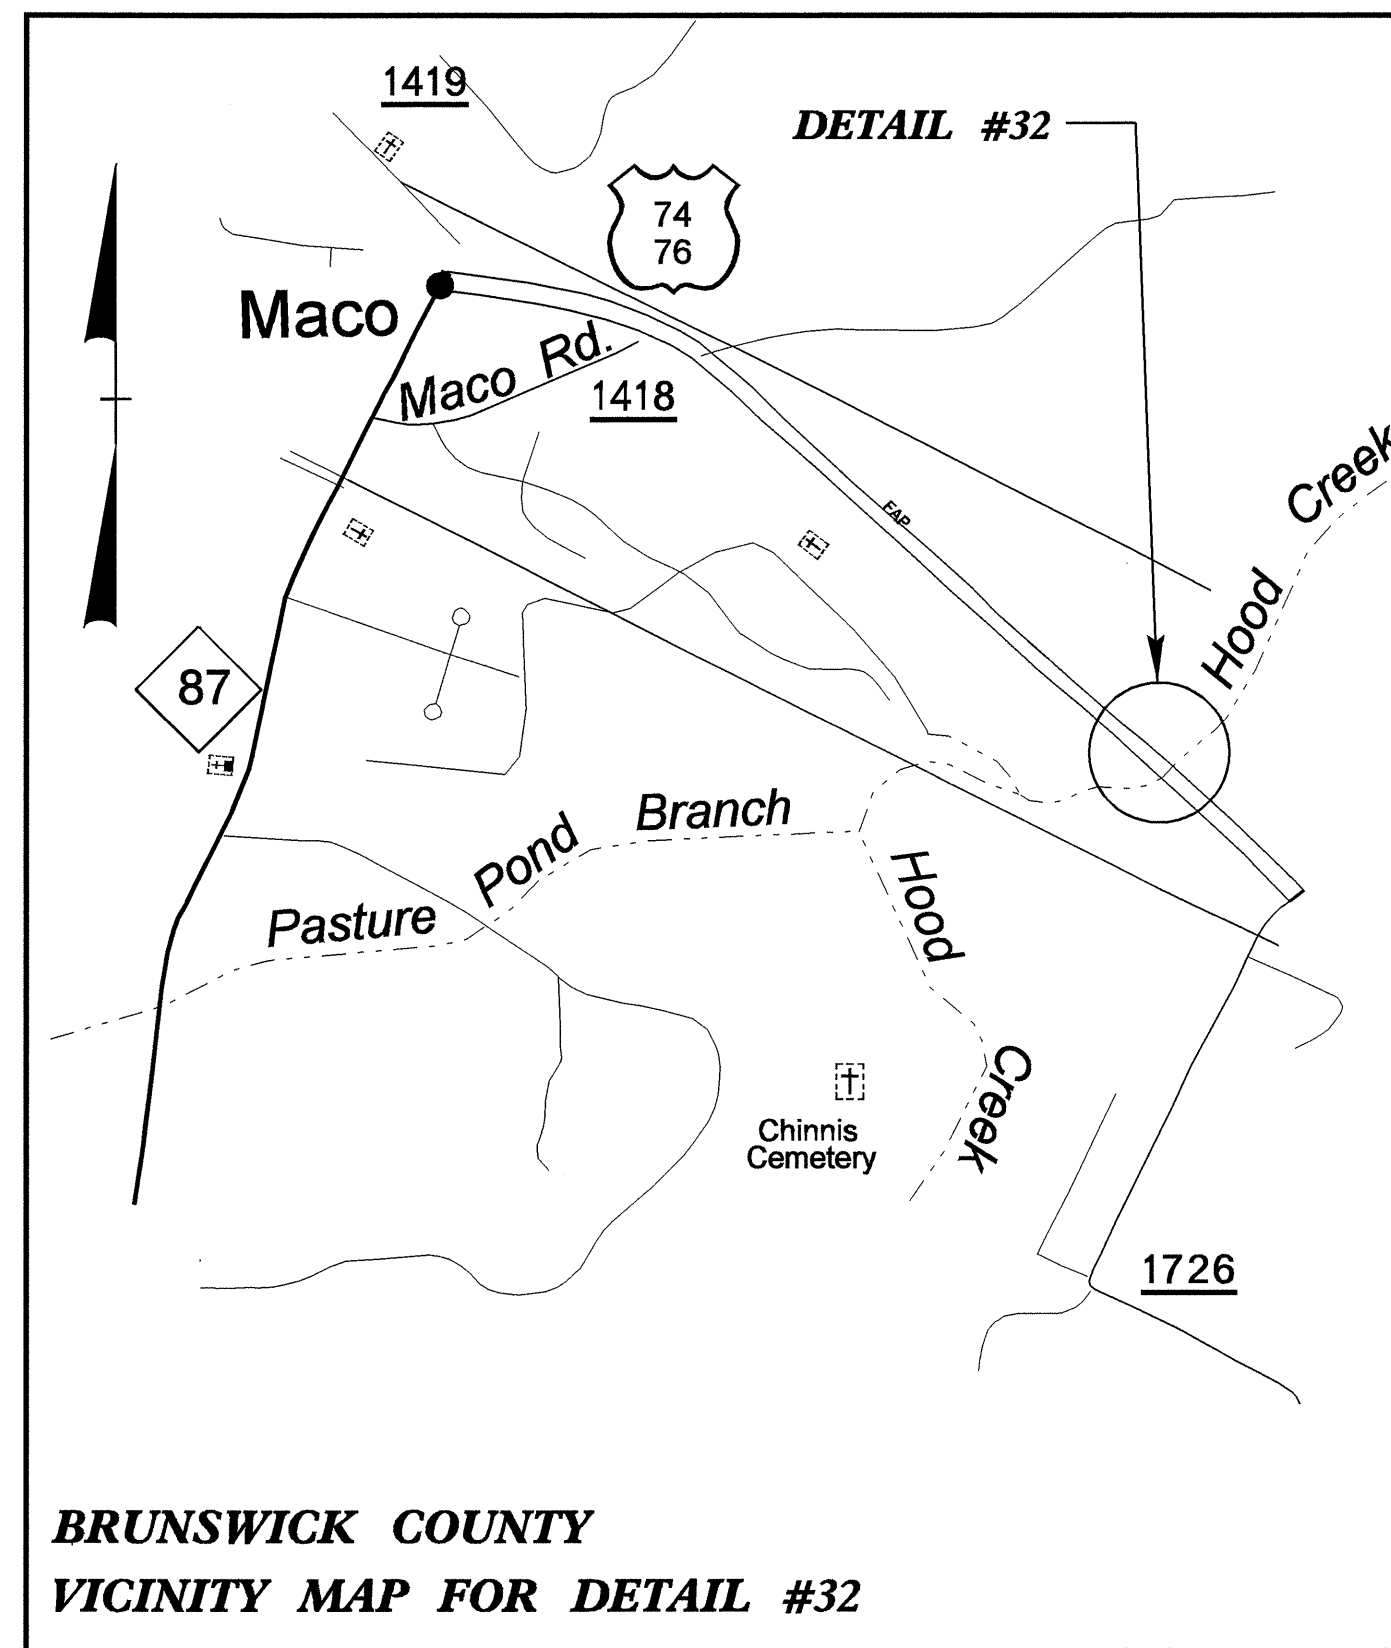 1419
DETAIL #32
74
76
Maco
Maco Rd.
1418
FAP
Hood Creek
87
Pasture Pond Branch
Hood Creek
Chinnis
Cemetery
1726
BRUNSWICK COUNTY
VICINITY MAP FOR DETAIL #32